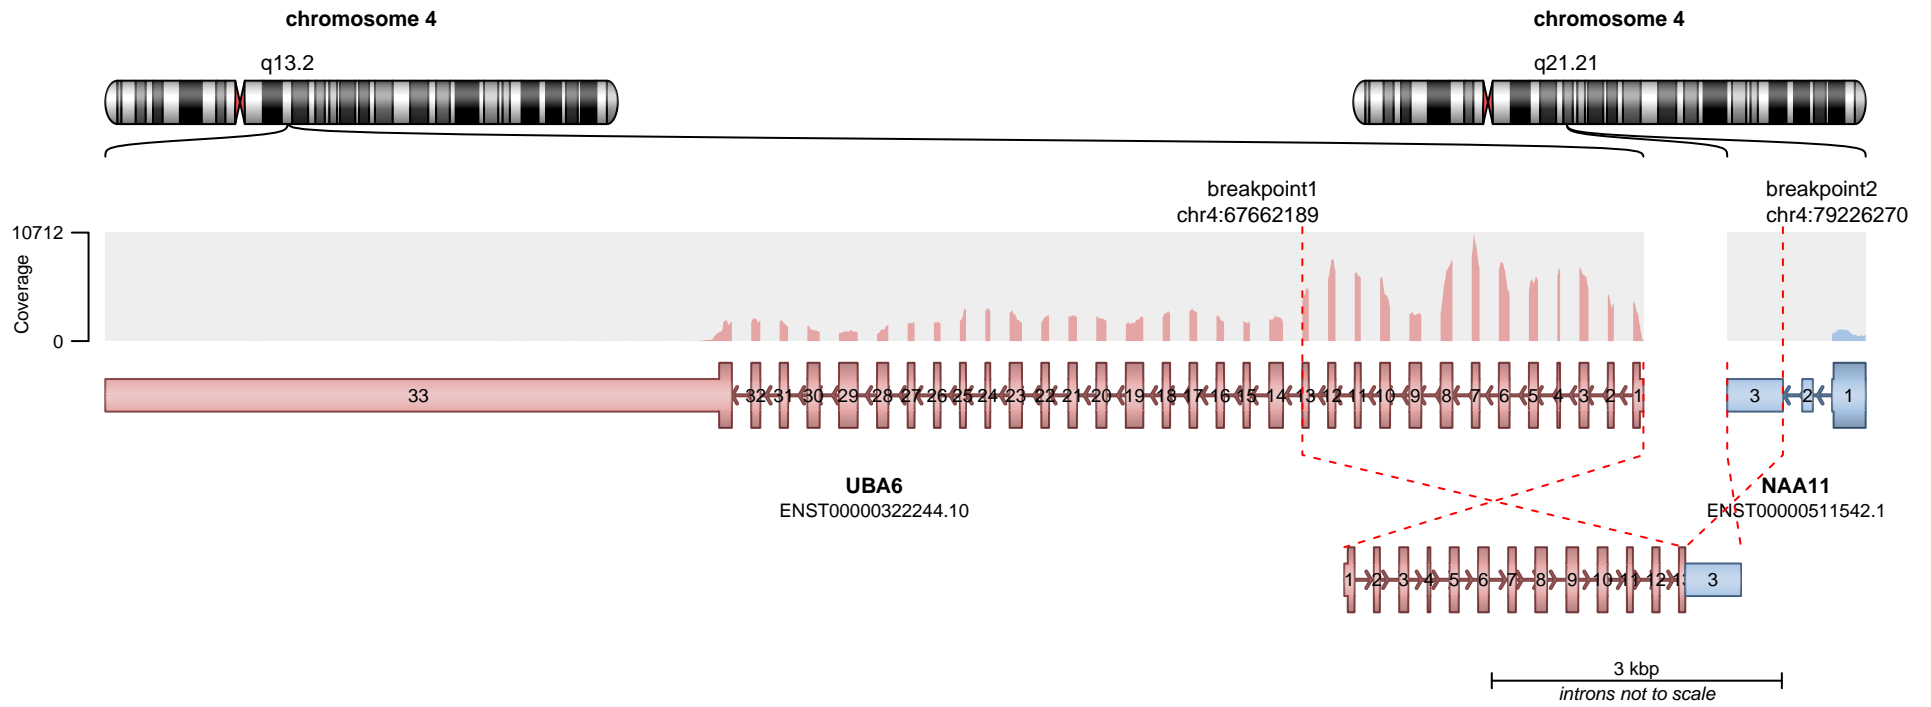 chromosome 4 chromosome 4
q13.2 q21.21
breakpoint1 breakpoint2
chr4:67662189 chr4:79226270
10712
Coverage
0
33 32 31 30 29 28 27 26 25 24 23 22 21 20 19 18 17 16 15 14 13 12 11 10 9 8 7 6 5 4 3 2 1 3 2 1
UBA6 NAA11
ENST00000322244.10 ENST00000511542.1
1 2 3 4 5 6 7 8 9 10 11 12 13 3
3 kbp
introns not to scale